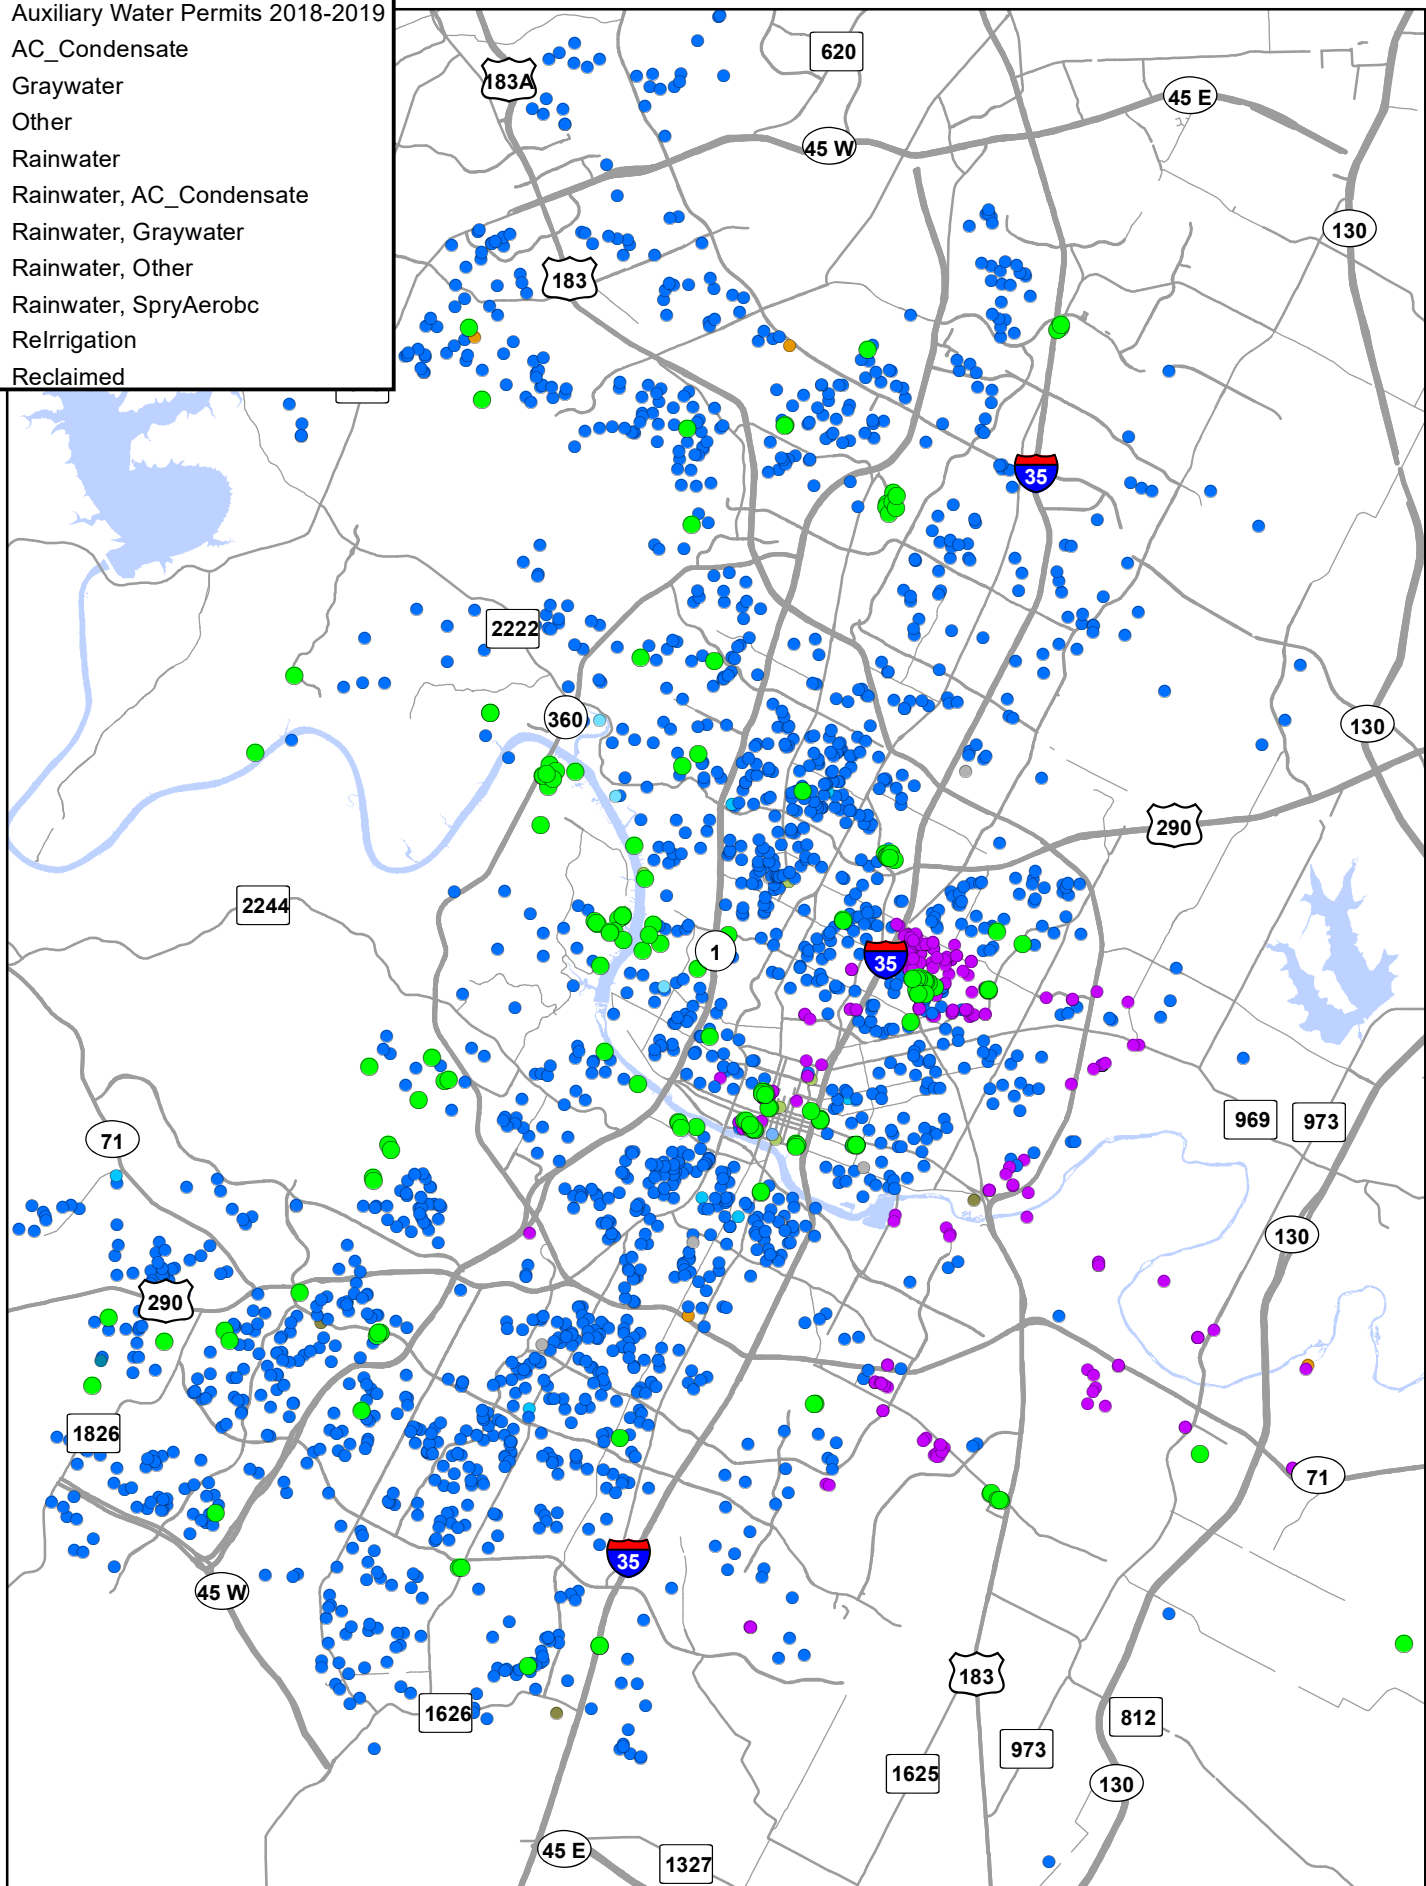 Auxiliary Water Permits 2018-2019
AC_Condensate
Graywater
Other
Rainwater
Rainwater, AC_Condensate
Rainwater, Graywater
Rainwater, Other
Rainwater, SpryAerobc
ReIrrigation
Reclaimed
620
183A
45 E
45 W
130
183
35
2222
360
130
290
2244
1
35
969
973
71
130
290
1826
71
35
45 W
183
1626
812
973
1625
130
45 E
1327